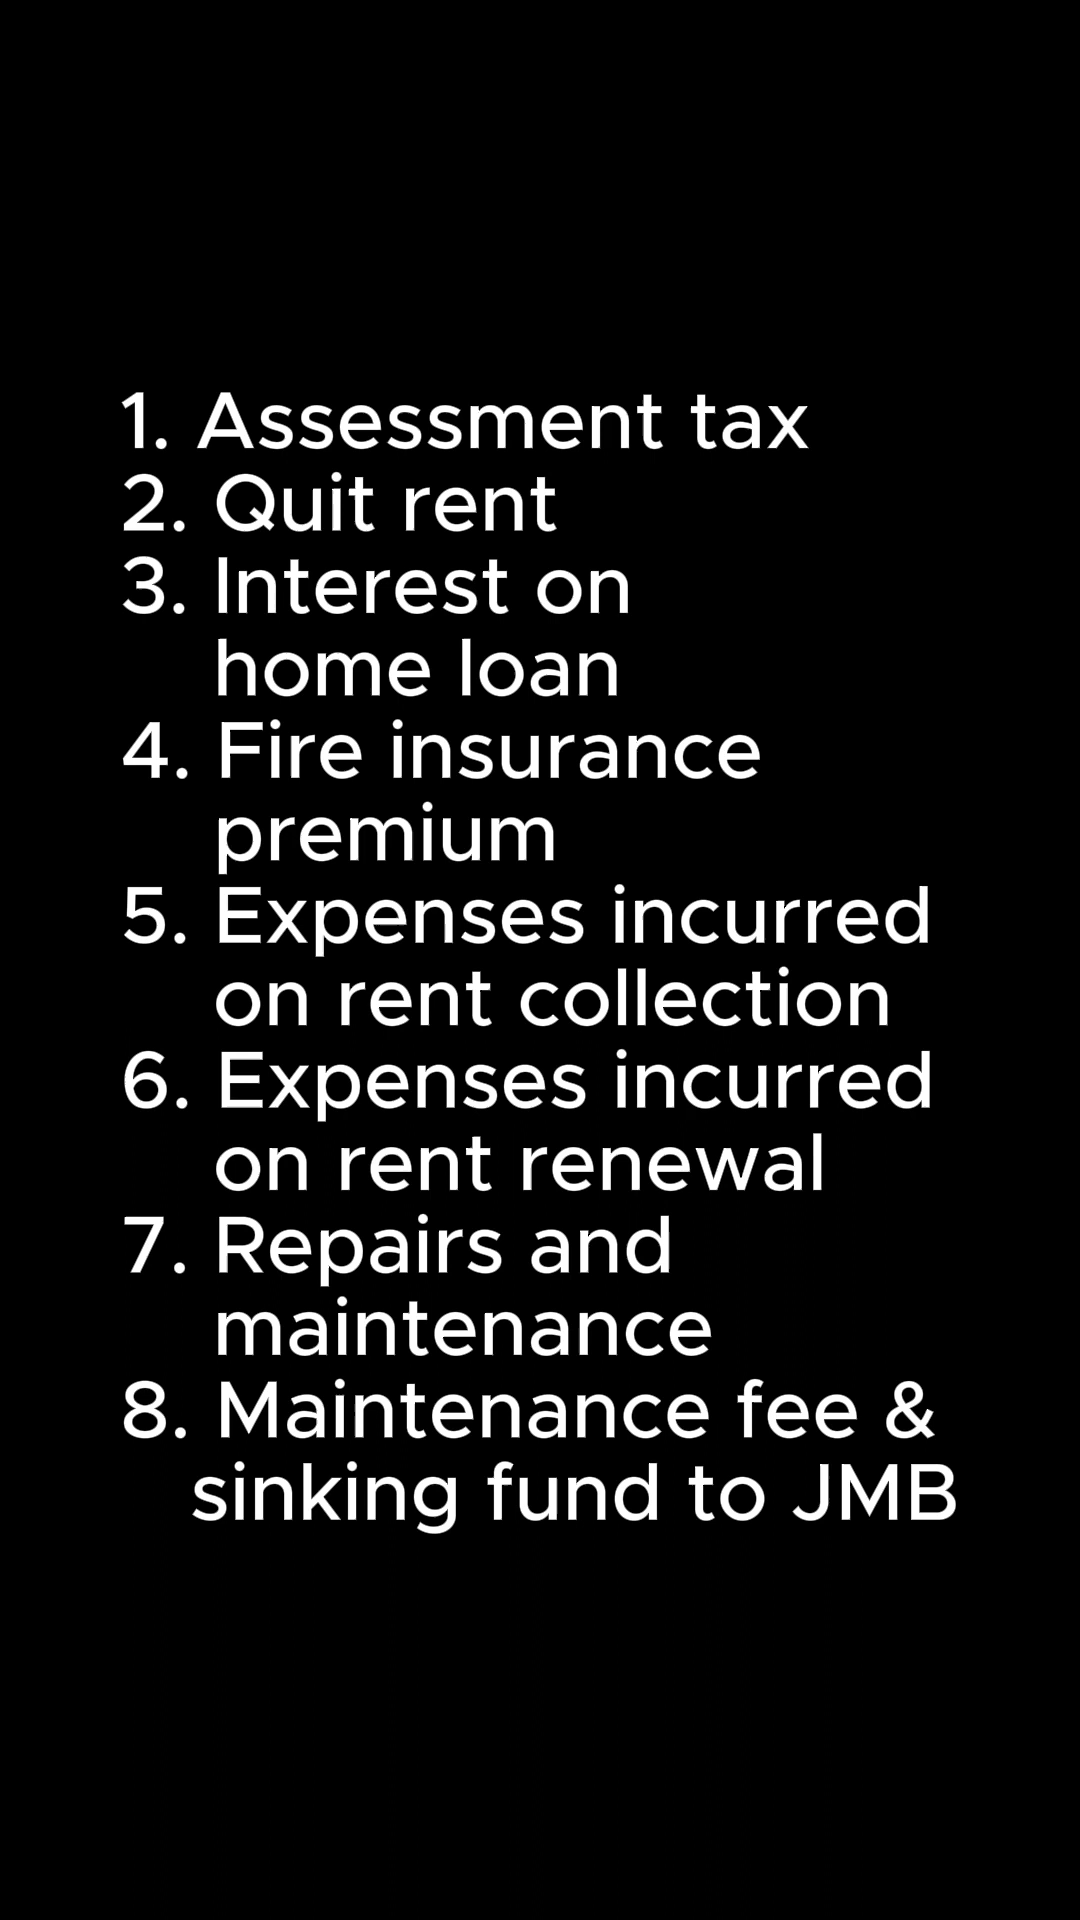 1. Assessment tax
2. Quit rent
3. Interest on
home loan
4. Fire insurance
premium
5. Expenses incurred
on rent collection
6. Expenses incurred
on rent renewal
7. Repairs and
maintenance
8. Maintenance fee &
sinking fund to JMB